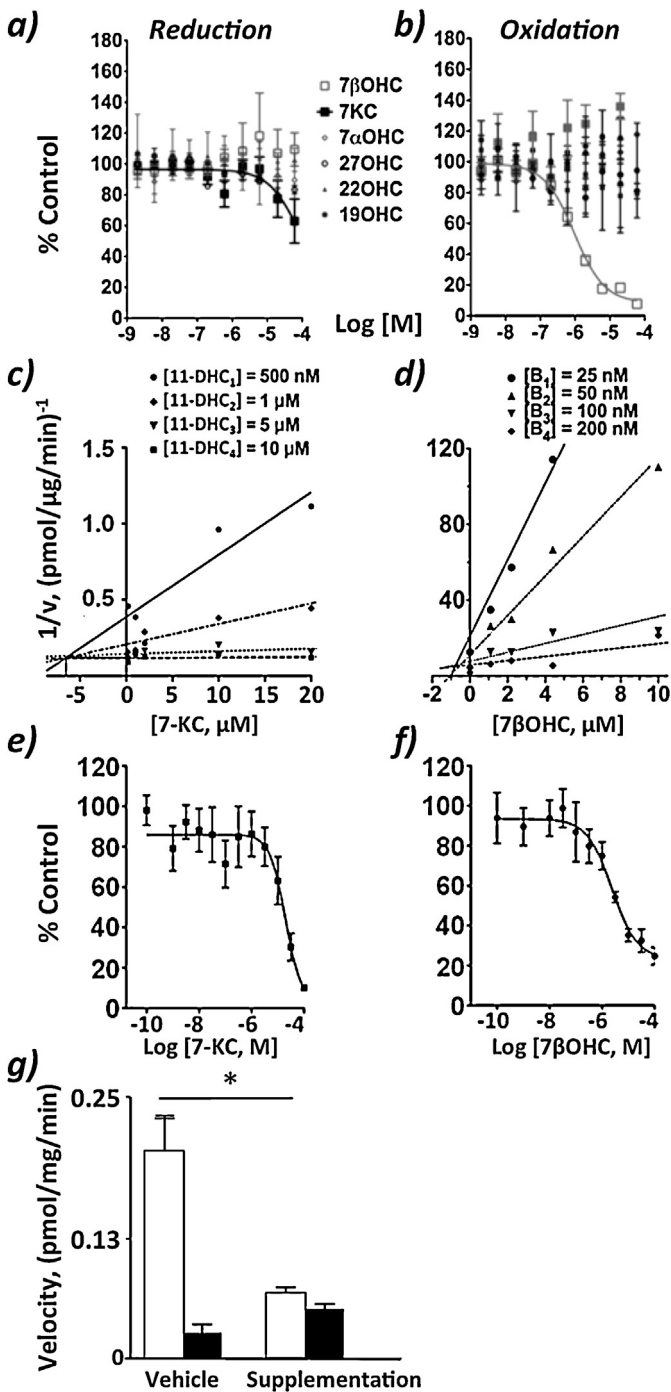 a)
Reduction
b)
Oxidation
180
160
140
120
100
80
60
40
20
0
-9 -8 -7 -6 -5 -4
% Control
7βOHC
7KC
7αOHC
27OHC
22OHC
19OHC
180
160
140
120
100
80
60
40
20
0
-9 -8 -7 -6 -5 -4
Log [M]
c)
[11-DHC₁] = 500 nM
[11-DHC₂] = 1 µM
[11-DHC₃] = 5 µM
[11-DHC₄] = 10 µM
1/v, (pmol/µg/min)⁻¹
1.5
1.0
0.5
-5 0 5 10 15 20
[7-KC, µM]
d)
[B₁] = 25 nM
[B₂] = 50 nM
[B₃] = 100 nM
[B₄] = 200 nM
120
80
40
-2 0 2 4 6 8 10
[7βOHC, µM]
e)
% Control
120
100
80
60
40
20
0
-10 -8 -6 -4
Log [7-KC, M]
f)
120
100
80
60
40
20
0
-10 -8 -6 -4
Log [7βOHC, M]
g)
*
Velocity, (pmol/mg/min)
0.25
0.13
0
Vehicle Supplementation